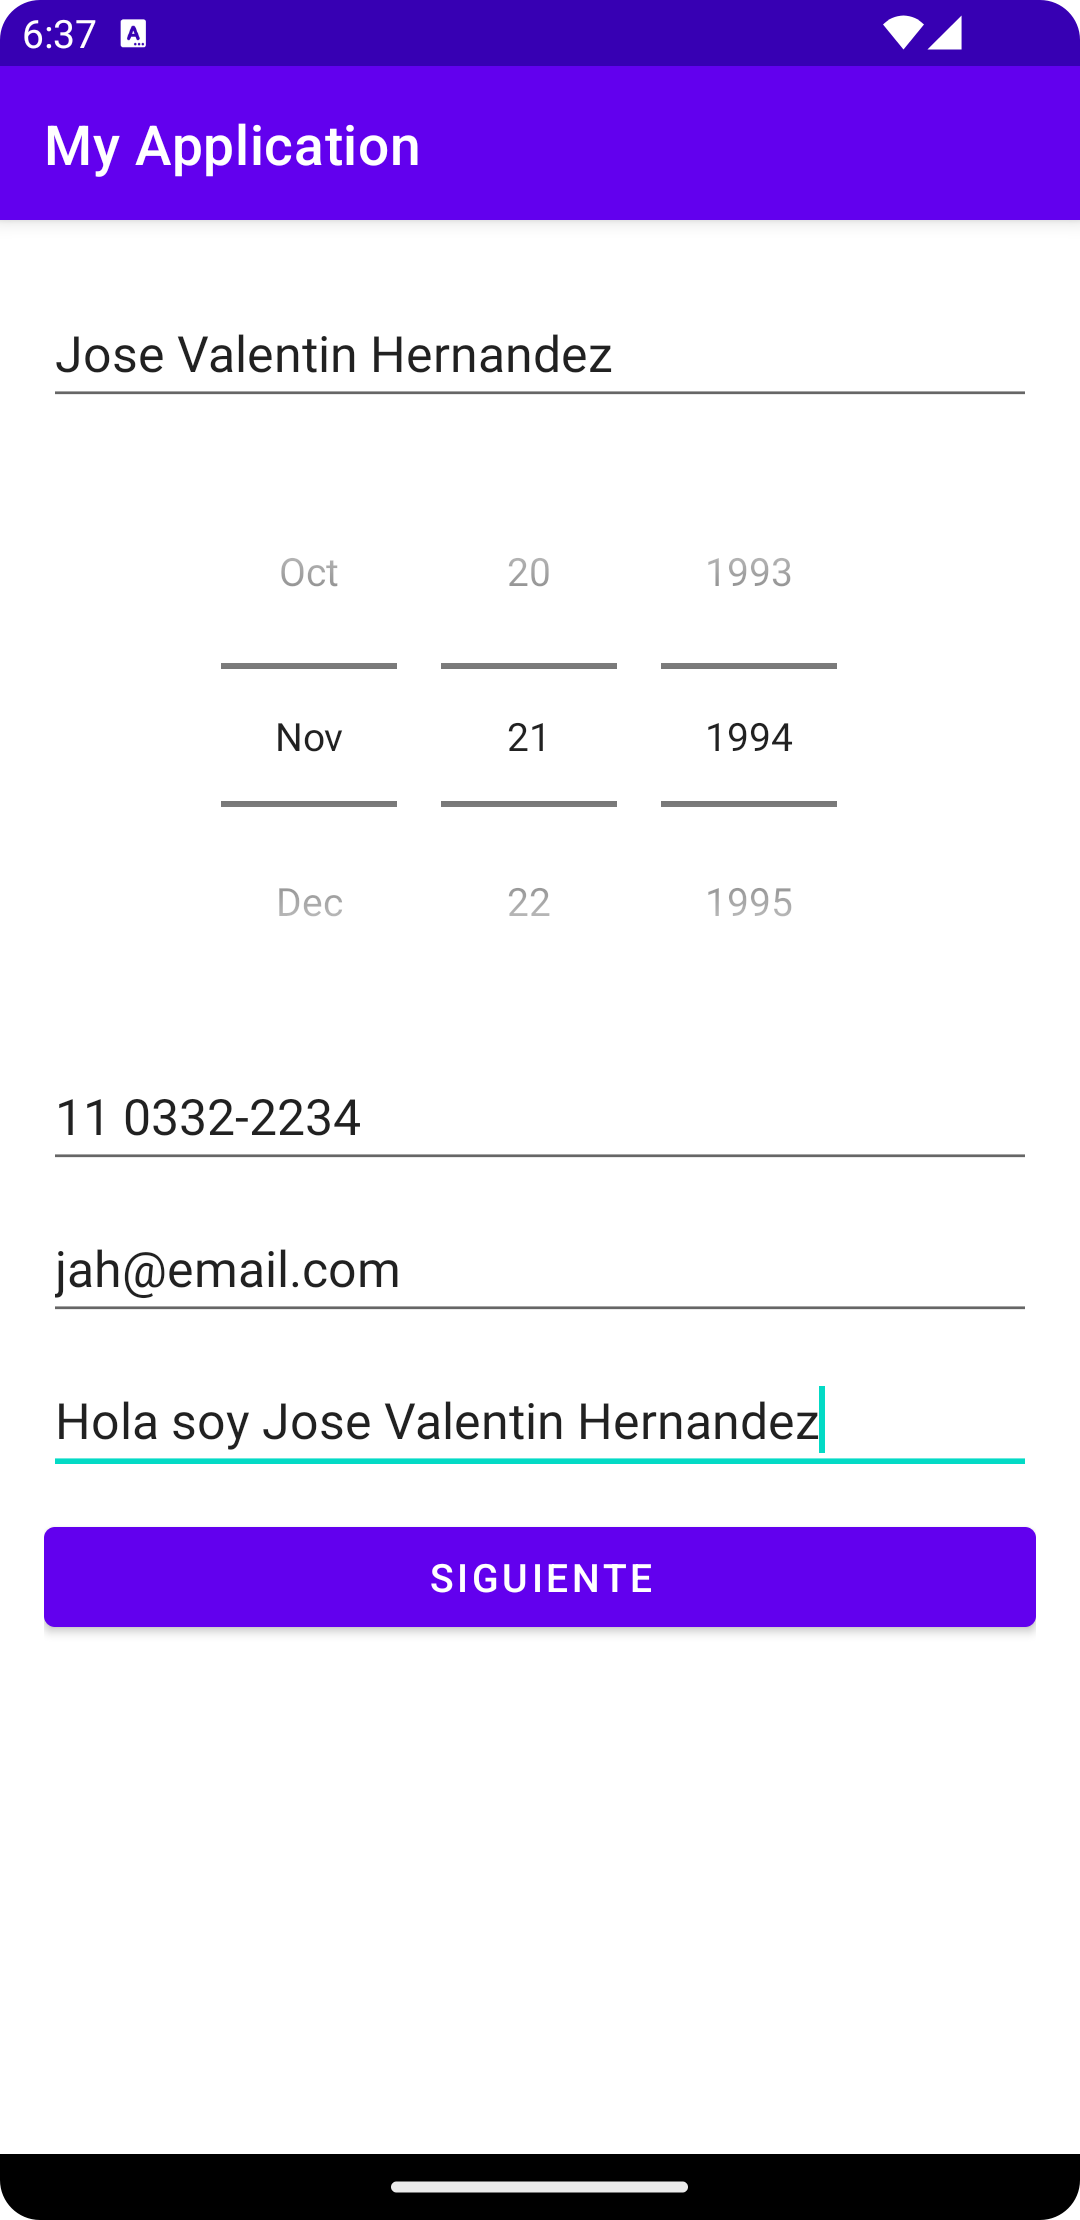 6:37
My Application
Jose Valentin Hernandez
Oct 20 1993
Nov 21 1994
Dec 22 1995
11 0332-2234
jah@email.com
Hola soy Jose Valentin Hernandez
SIGUIENTE